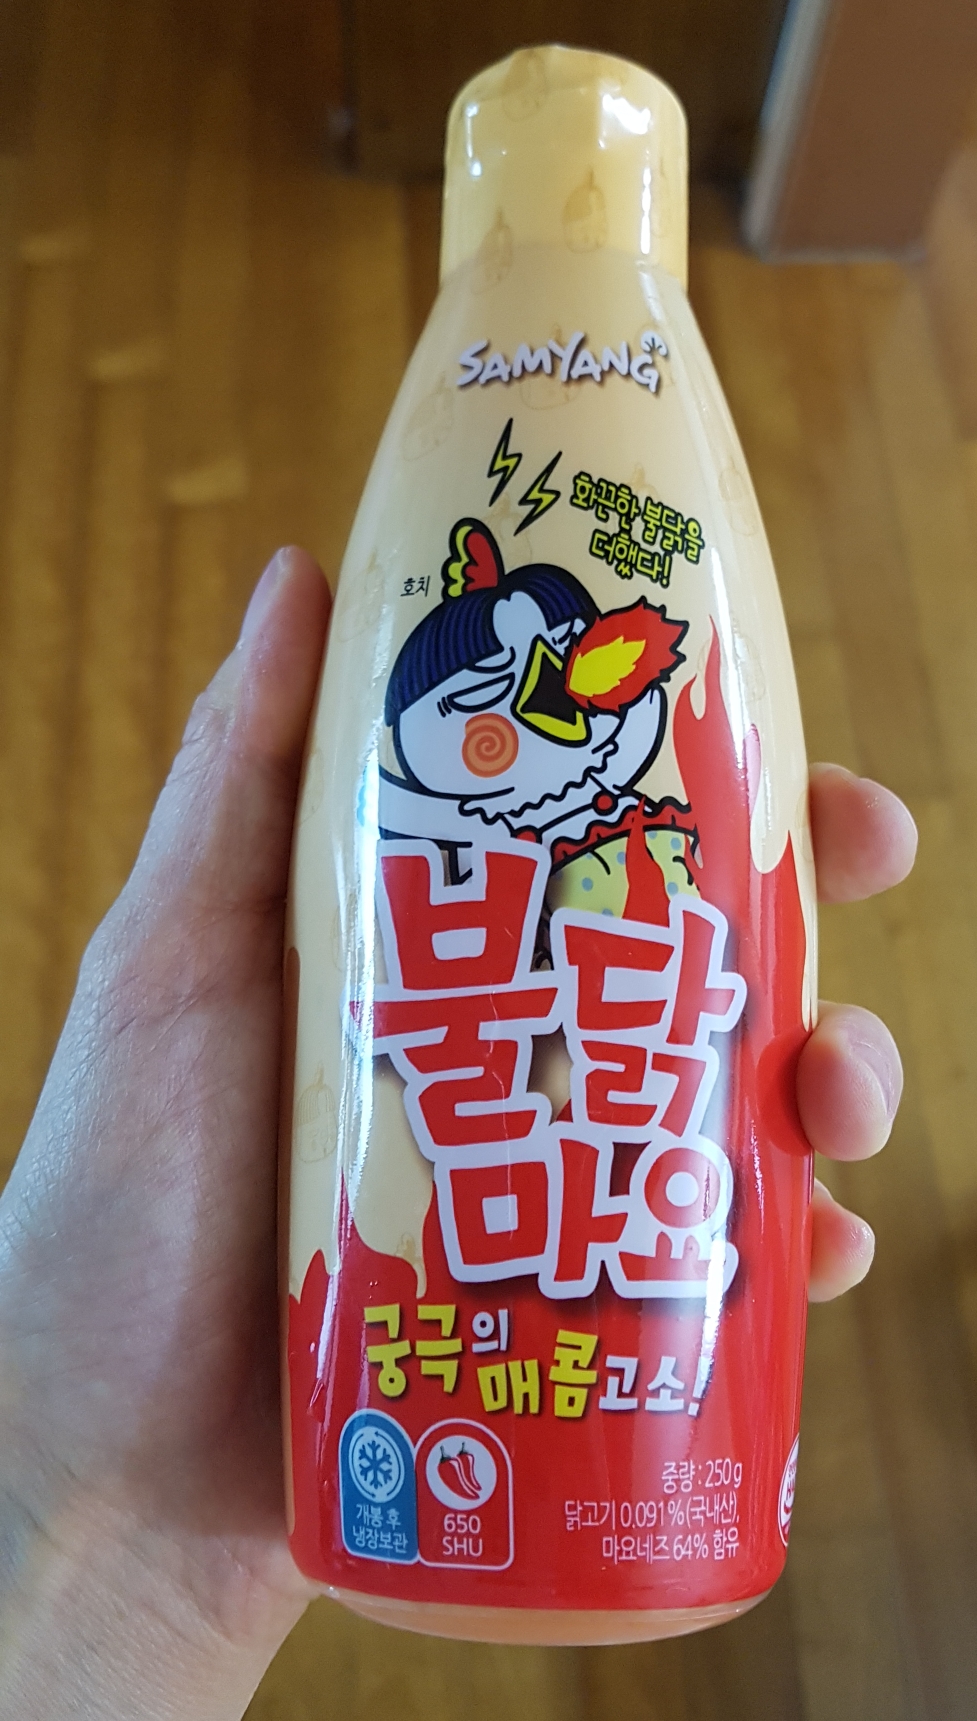 SAMYANG
화끈한 불닭을
더했다!
호치
불닭
마요
궁극의
매콤고소!
개봉 후
냉장보관
650
SHU
중량 : 250 g
닭고기 0.091% (국내산),
마요네즈 64% 함유